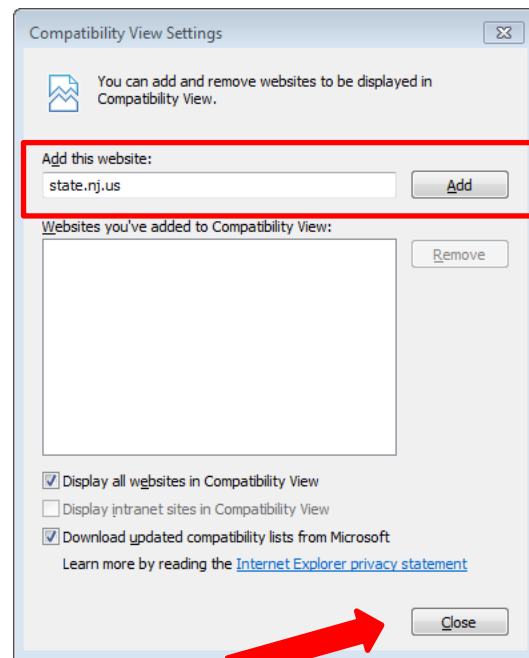 Compatibility View Settings
You can add and remove websites to be displayed in
Compatibility View.
Add this website:
state.nj.us
Add
Websites you've added to Compatibility View:
Remove
Display all websites in Compatibility View
Display intranet sites in Compatibility View
Download updated compatibility lists from Microsoft
Learn more by reading the Internet Explorer privacy statement
Close